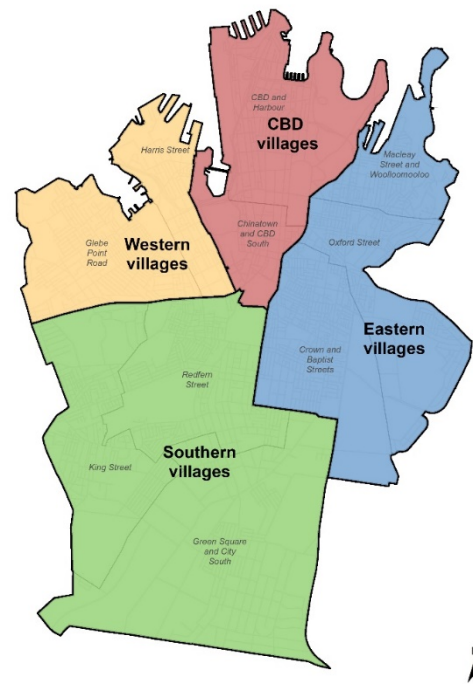 CBD and
Harbour
CBD
villages
Harris Street
Macleay
Street and
Woolloomooloo
Chinatown
and CBD
South
Oxford Street
Glebe
Point
Road
Western
villages
Eastern
villages
Crown and
Baptist
Streets
Redfern
Street
Southern
villages
King Street
Green Square
and City
South